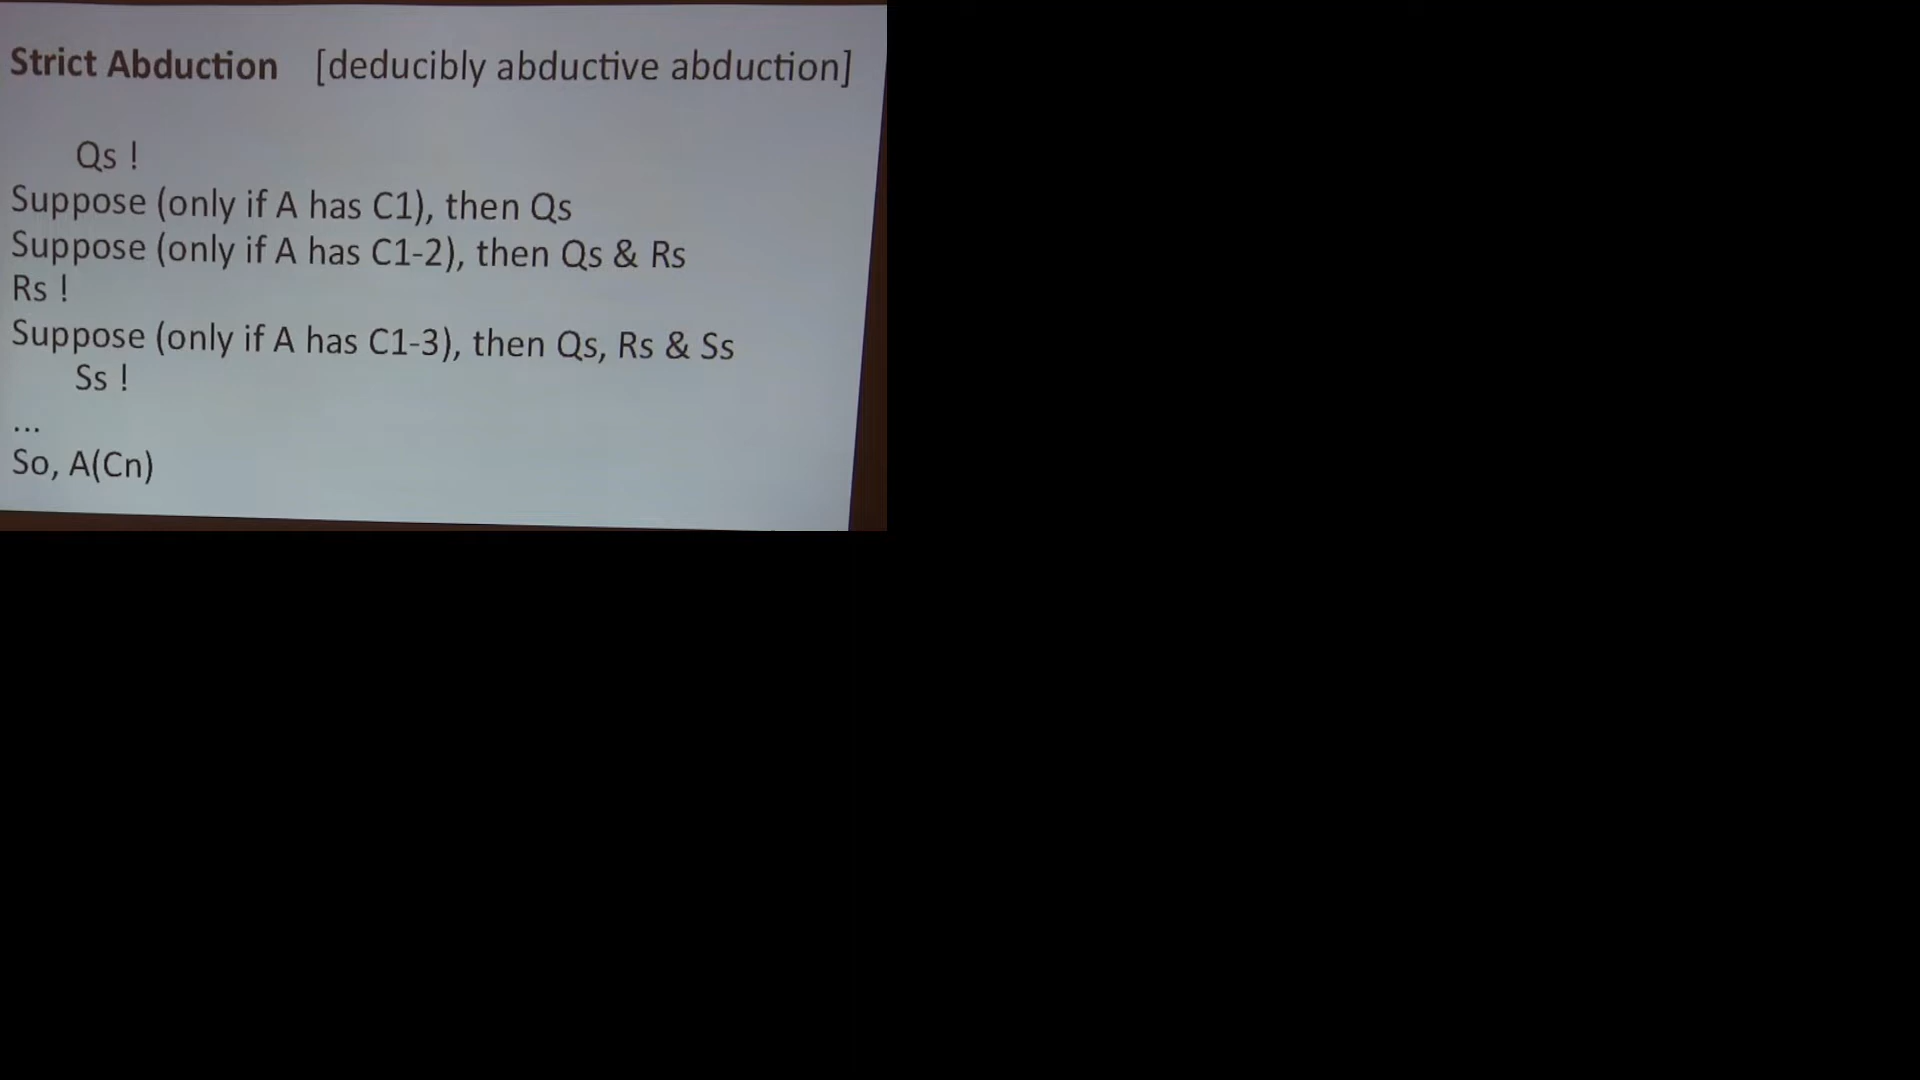 Strict Abduction [deducibly abductive abduction]
Qs !
Suppose (only if A has C1), then Qs
Suppose (only if A has C1-2), then Qs & Rs
Rs !
Suppose (only if A has C1-3), then Qs, Rs & Ss
Ss !
...
So, A(Cn)